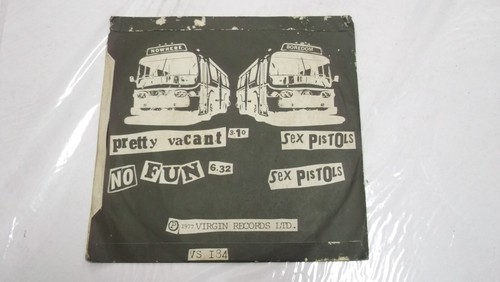 NOWHERE BOREDOM
pretty vacant 3.10 SEX PISTOLS
NO FUN 6.32 SEX PISTOLS
℗ 1977 VIRGIN RECORDS LTD.
VS 184